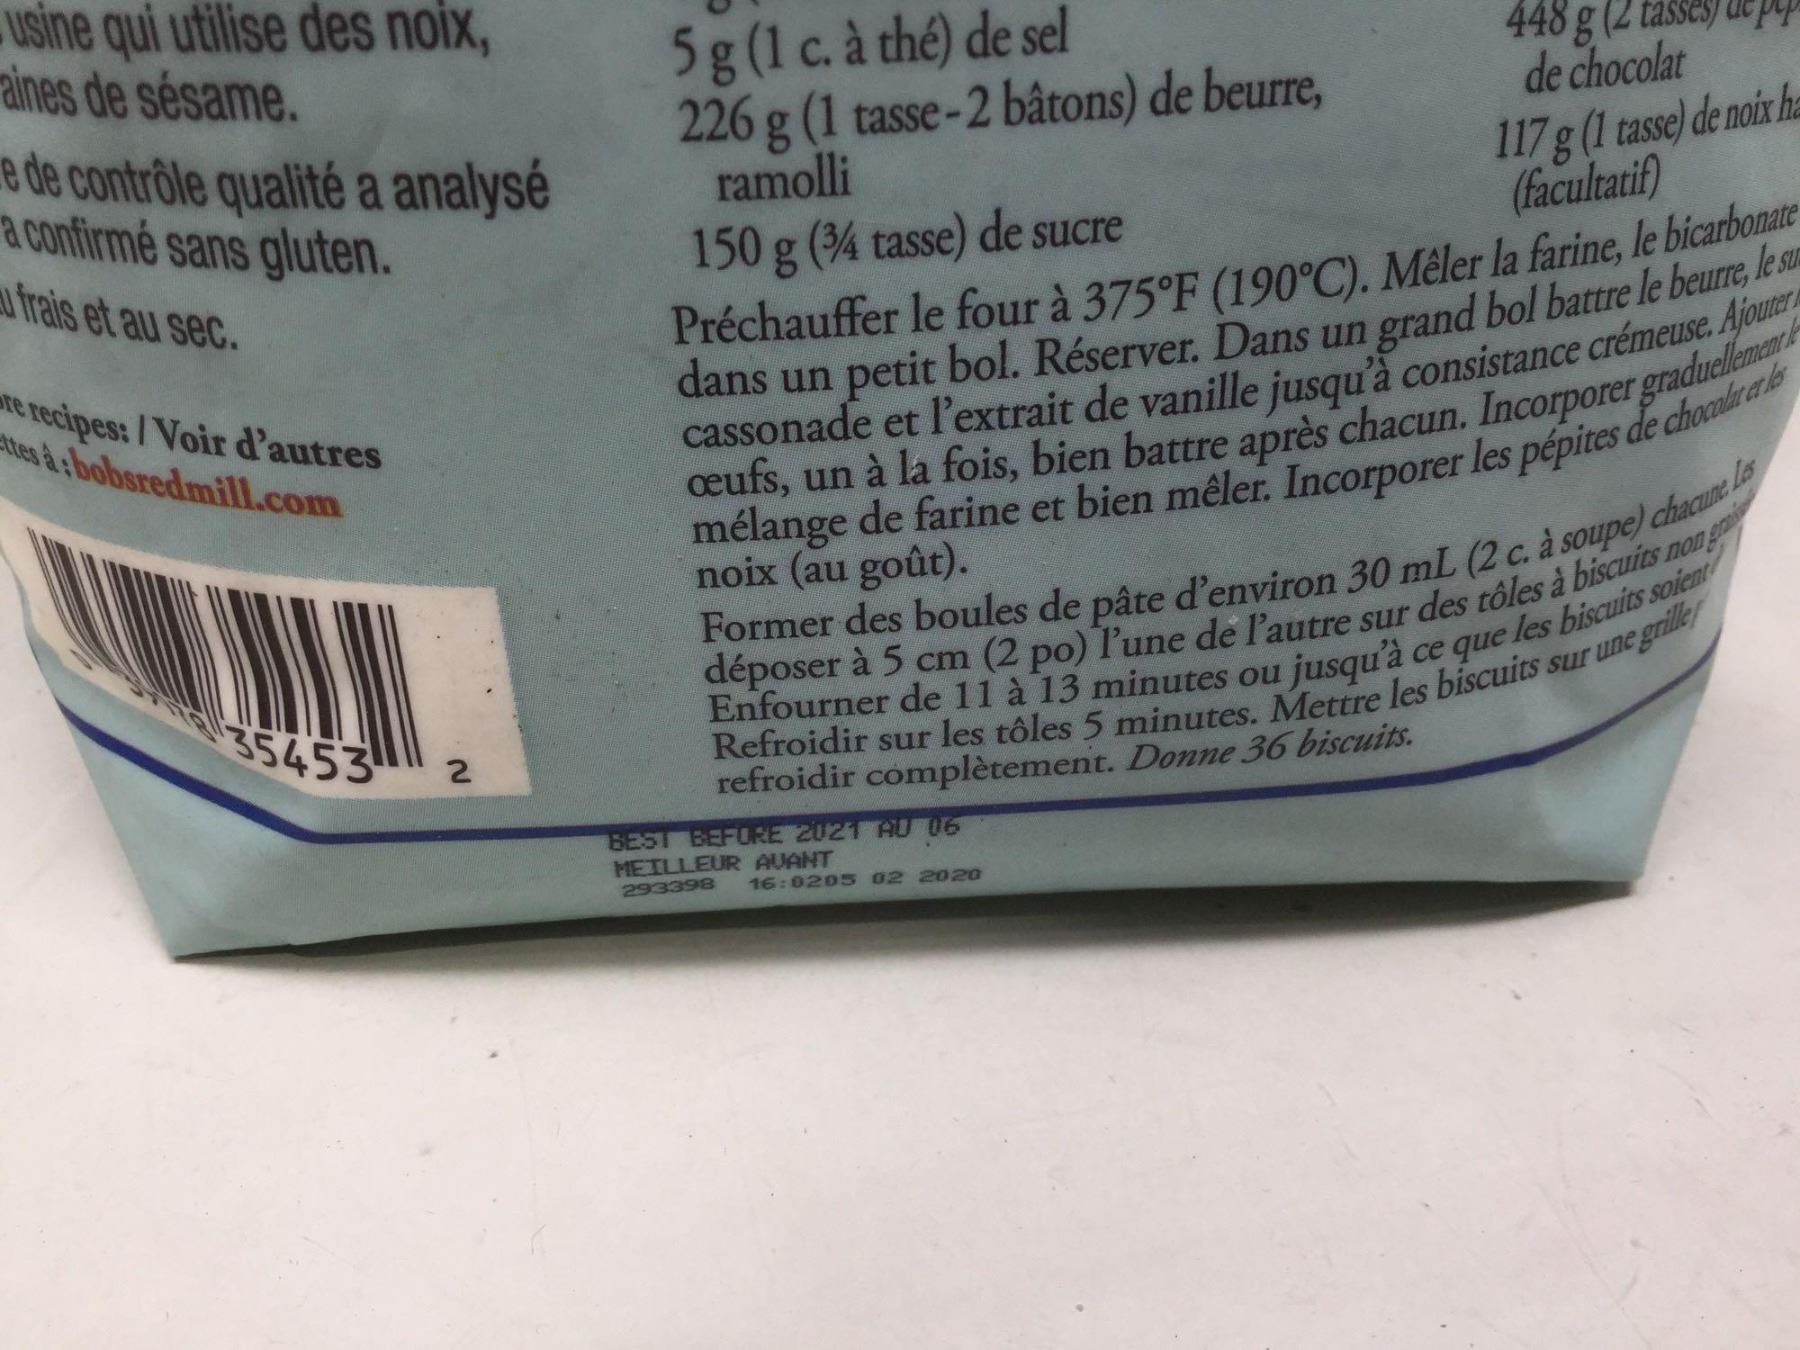 usine qui utilise des noix,
aines de sésame.
e de contrôle qualité a analysé
a confirmé sans gluten.
u frais et au sec.
ore recipes: / Voir d'autres
ettes à : bobsredmill.com
35453 2
5 g (1 c. à thé) de sel
226 g (1 tasse-2 bâtons) de beurre,
ramolli
150 g (¾ tasse) de sucre
448 g (2 tasses) de pép
de chocolat
117 g (1 tasse) de noix ha
(facultatif)
Préchauffer le four à 375°F (190°C). Mêler la farine, le bicarbonate
dans un petit bol. Réserver. Dans un grand bol battre le beurre, le su
cassonade et l'extrait de vanille jusqu'à consistance crémeuse. Ajouter
œufs, un à la fois, bien battre après chacun. Incorporer graduellement le
mélange de farine et bien mêler. Incorporer les pépites de chocolat et les
noix (au goût).
Former des boules de pâte d'environ 30 mL (2 c. à soupe) chacune. Les
déposer à 5 cm (2 po) l'une de l'autre sur des tôles à biscuits non
Enfourner de 11 à 13 minutes ou jusqu'à ce que les biscuits soient
Refroidir sur les tôles 5 minutes. Mettre les biscuits sur une grille
refroidir complètement. Donne 36 biscuits.
BEST BEFORE 2021 AU 06
MEILLEUR AVANT
293398 16:0205 02 2020